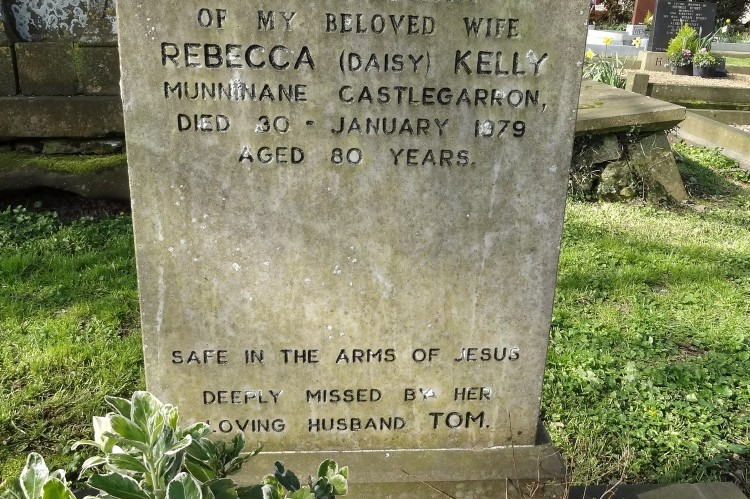 OF MY BELOVED WIFE
REBECCA (DAISY) KELLY
MUNNINANE CASTLEGARRON,
DIED 30 - JANUARY 1979
AGED 80 YEARS.
SAFE IN THE ARMS OF JESUS
DEEPLY MISSED BY HER
LOVING HUSBAND TOM.